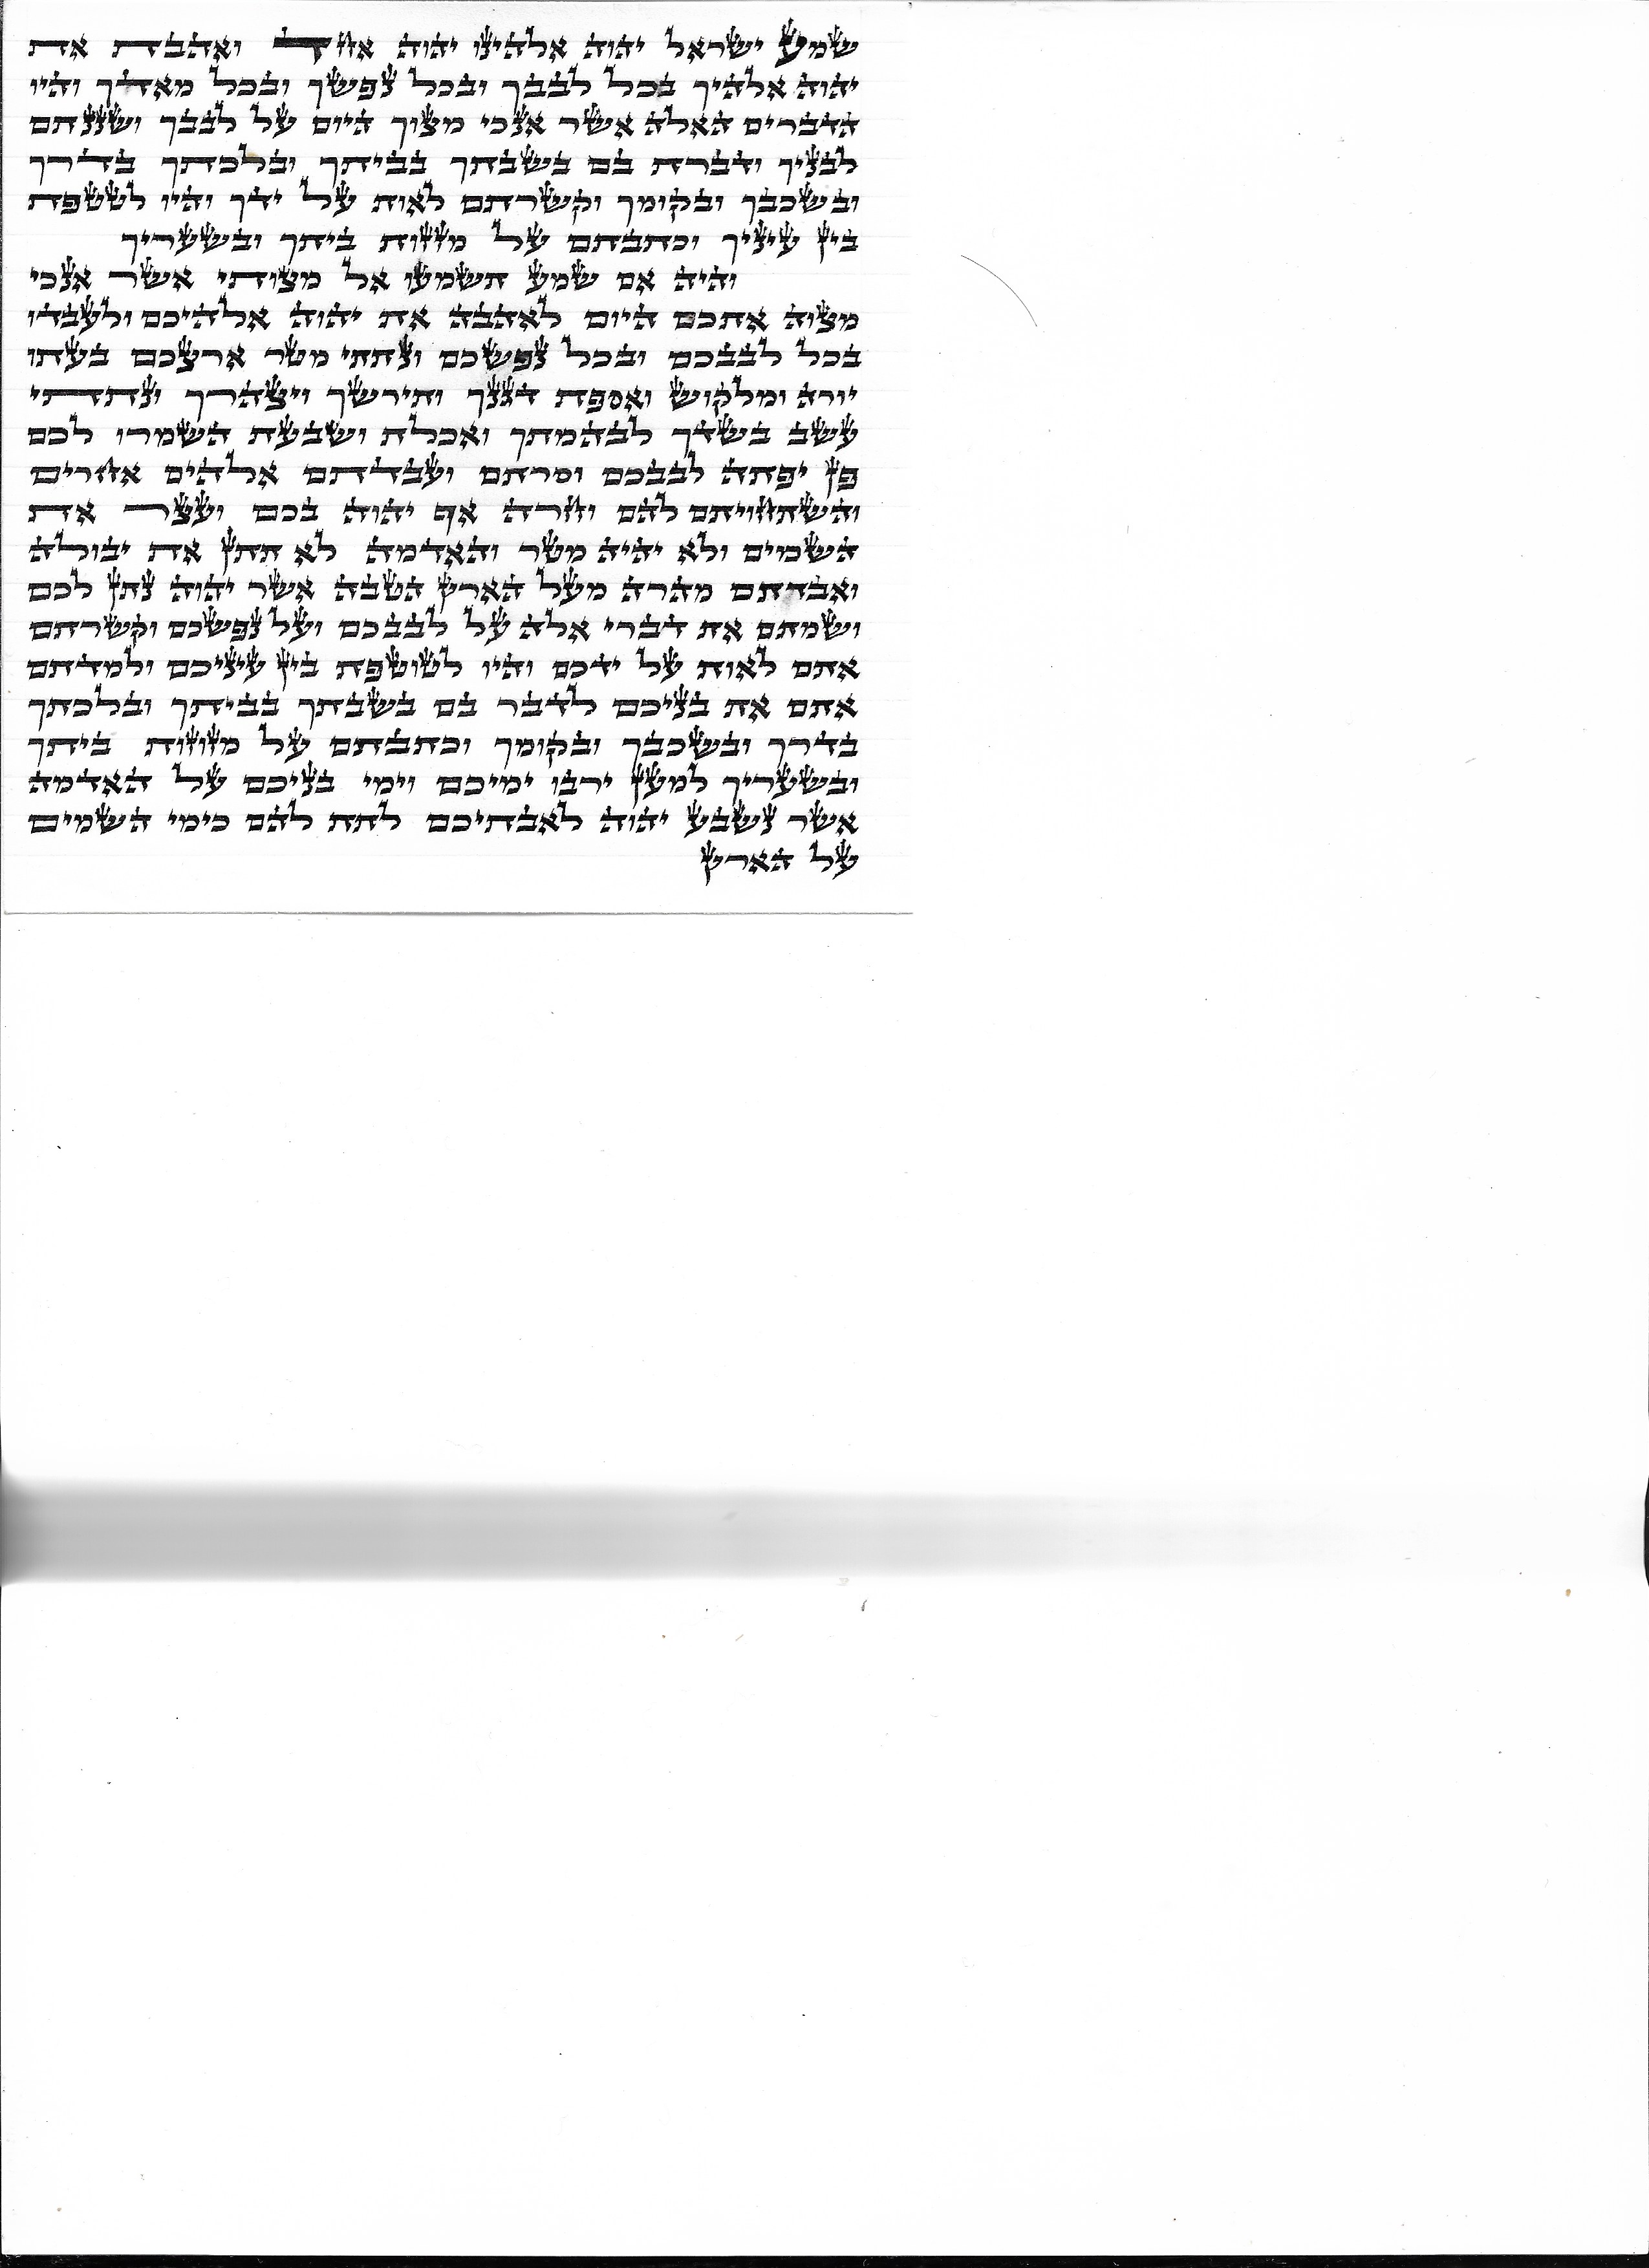 שמע ישראל יהוה אלהינו יהוה אחד ואהבת את
יהוה אלהיך בכל לבבך ובכל נפשך ובכל מאדך והיו
הדברים האלה אשר אנכי מצוך היום על לבבך ושננתם
לבניך ודברת בם בשבתך בביתך ובלכתך בדרך
ובשכבך ובקומך וקשרתם לאות על ידך והיו לטטפת
בין עיניך וכתבתם על מזזות ביתך ובשעריך
והיה אם שמע תשמעו אל מצותי אשר אנכי
מצוה אתכם היום לאהבה את יהוה אלהיכם ולעבדו
בכל לבבכם ובכל נפשכם ונתתי מטר ארצכם בעתו
יורה ומלקוש ואספת דגנך ותירשך ויצהרך ונתתי
עשב בשדך לבהמתך ואכלת ושבעת השמרו לכם
פן יפתה לבבכם וסרתם ועבדתם אלהים אחרים
והשתחויתם להם וחרה אף יהוה בכם ועצר את
השמים ולא יהיה מטר והאדמה לא תתן את יבולה
ואבדתם מהרה מעל הארץ הטבה אשר יהוה נתן לכם
ושמתם את דברי אלה על לבבכם ועל נפשכם וקשרתם
אתם לאות על ידכם והיו לטוטפת בין עיניכם ולמדתם
אתם את בניכם לדבר בם בשבתך בביתך ובלכתך
בדרך ובשכבך ובקומך וכתבתם על מזוזות ביתך
ובשעריך למען ירבו ימיכם וימי בניכם על האדמה
אשר נשבע יהוה לאבתיכם לתת להם כימי השמים
על הארץ